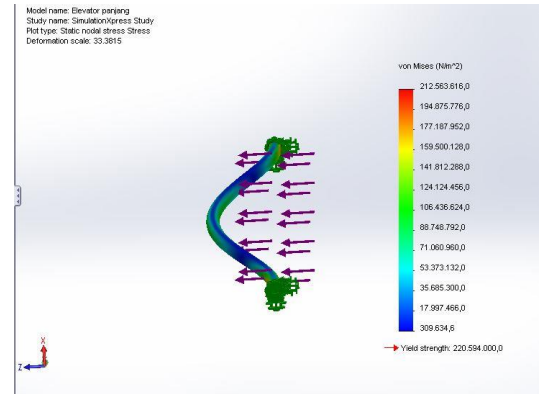 Model name: Elevator panjang
Study name: SimulationXpress Study
Plot type: Static nodal stress Stress
Deformation scale: 33.3815
von Mises (N/m^2)
212.563.616,0
194.875.776,0
177.187.952,0
159.500.128,0
141.812.288,0
124.124.456,0
106.436.624,0
88.748.792,0
71.060.960,0
53.373.132,0
35.685.300,0
17.997.466,0
309.634,6
Yield strength: 220.594.000,0
X
Z